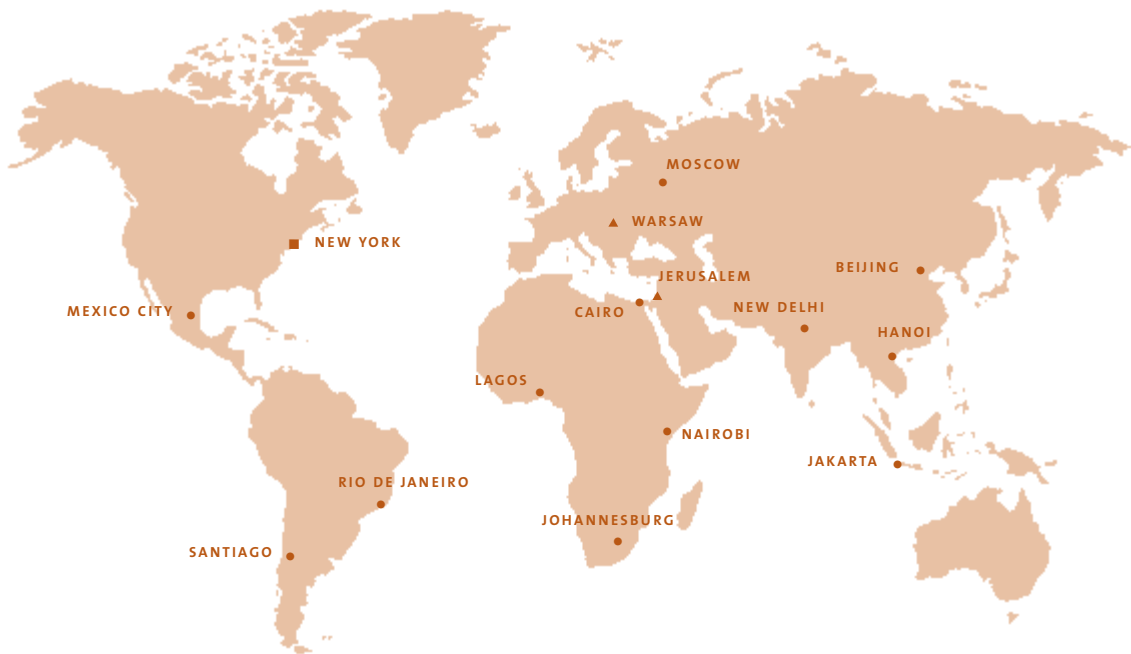 MOSCOW
WARSAW
NEW YORK
BEIJING
JERUSALEM
MEXICO CITY
CAIRO
NEW DELHI
HANOI
LAGOS
NAIROBI
JAKARTA
RIO DE JANEIRO
JOHANNESBURG
SANTIAGO